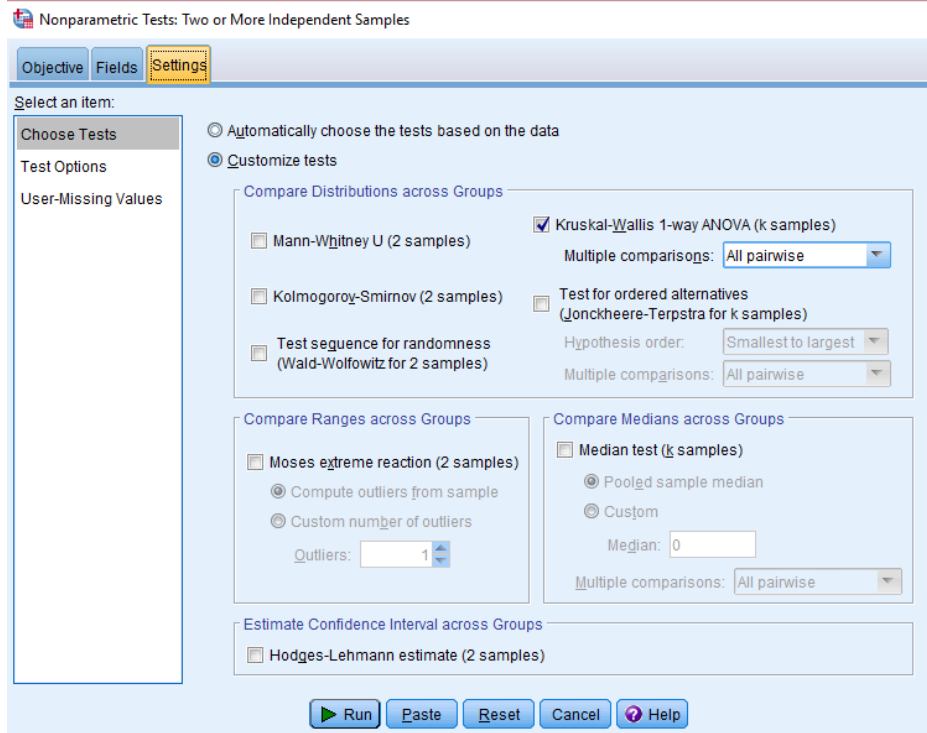 Nonparametric Tests: Two or More Independent Samples
Objective Fields Settings
Select an item:
Choose Tests
Test Options
User-Missing Values
Automatically choose the tests based on the data
Customize tests
Compare Distributions across Groups
Mann-Whitney U (2 samples)
Kolmogorov-Smirnov (2 samples)
Test sequence for randomness
(Wald-Wolfowitz for 2 samples)
Kruskal-Wallis 1-way ANOVA (k samples)
Multiple comparisons: All pairwise
Test for ordered alternatives
(Jonckheere-Terpstra for k samples)
Hypothesis order: Smallest to largest
Multiple comparisons: All pairwise
Compare Ranges across Groups
Moses extreme reaction (2 samples)
Compute outliers from sample
Custom number of outliers
Outliers: 1
Compare Medians across Groups
Median test (k samples)
Pooled sample median
Custom
Median: 0
Multiple comparisons: All pairwise
Estimate Confidence Interval across Groups
Hodges-Lehmann estimate (2 samples)
Run Paste Reset Cancel Help